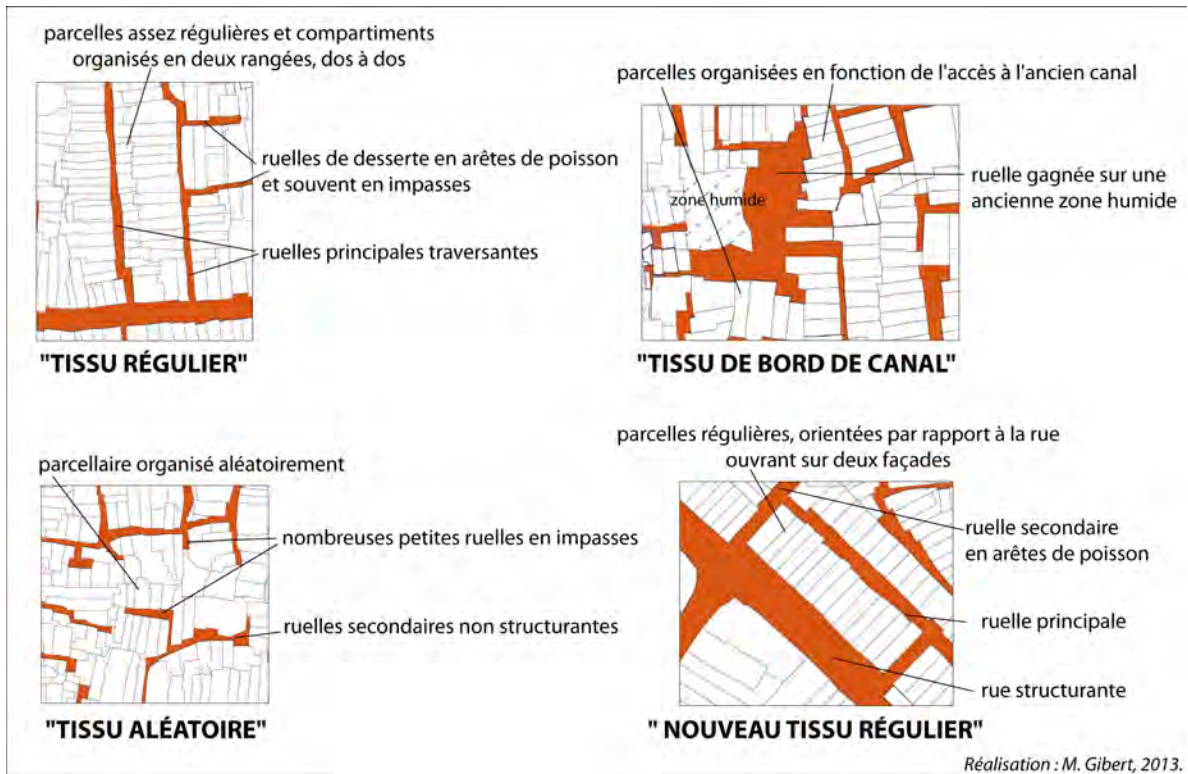 parcelles assez régulières et compartiments
organisés en deux rangées, dos à dos
ruelles de desserte en arêtes de poisson
et souvent en impasses
ruelles principales traversantes
"TISSU RÉGULIER"
parcelles organisées en fonction de l'accès à l'ancien canal
zone humide
ruelle gagnée sur une
ancienne zone humide
"TISSU DE BORD DE CANAL"
parcellaire organisé aléatoirement
nombreuses petites ruelles en impasses
ruelles secondaires non structurantes
"TISSU ALÉATOIRE"
parcelles régulières, orientées par rapport à la rue
ouvrant sur deux façades
ruelle secondaire
en arêtes de poisson
ruelle principale
rue structurante
" NOUVEAU TISSU RÉGULIER"
Réalisation : M. Gibert, 2013.